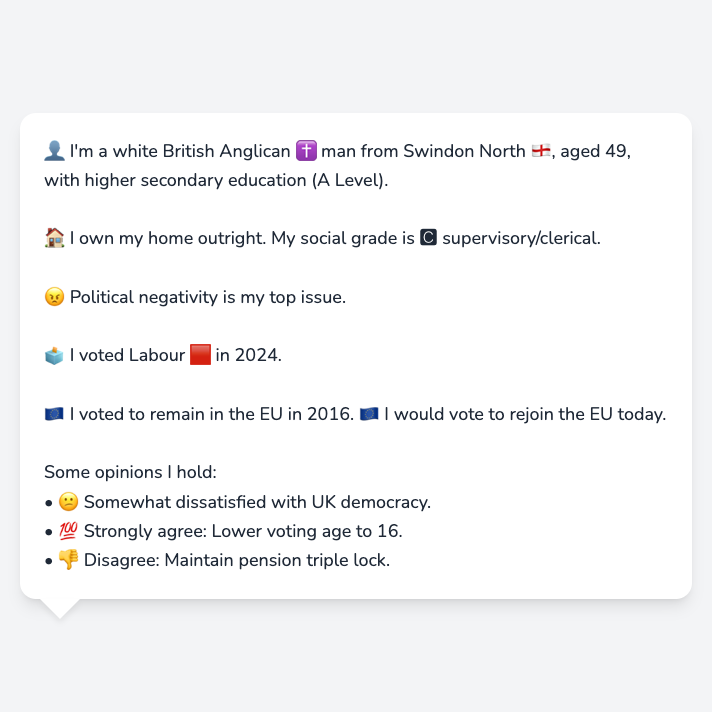 👤 I'm a white British Anglican ✝️ man from Swindon North 🏴󠁧󠁢󠁥󠁮󠁧󠁿, aged 49,
with higher secondary education (A Level).
🏠 I own my home outright. My social grade is 🅲 supervisory/clerical.
😠 Political negativity is my top issue.
🗳️ I voted Labour 🟥 in 2024.
🇪🇺 I voted to remain in the EU in 2016. 🇪🇺 I would vote to rejoin the EU today.
Some opinions I hold:
• 🙁 Somewhat dissatisfied with UK democracy.
• 💯 Strongly agree: Lower voting age to 16.
• 👎 Disagree: Maintain pension triple lock.